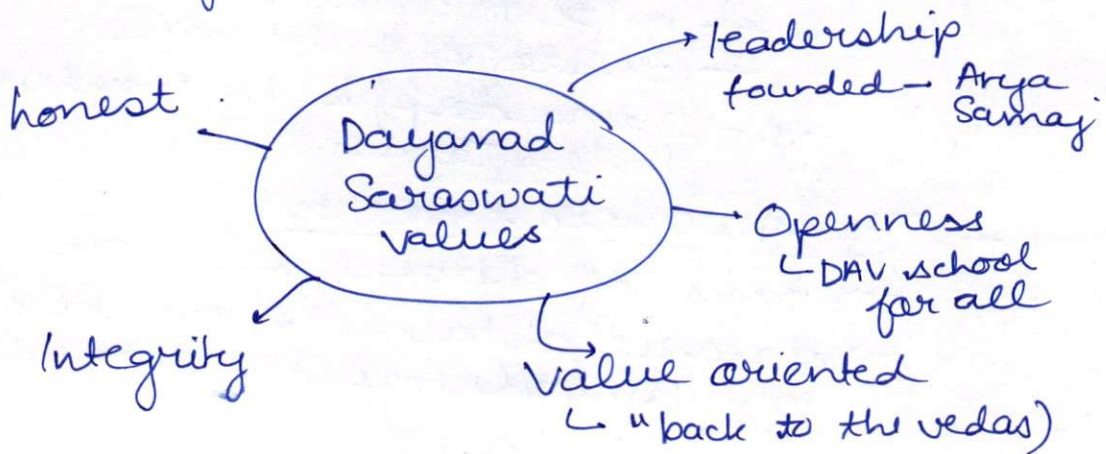 leadership
founded - Arya
Samaj
honest
Dayanad
Saraswati
values
Openness
DAV school
for all
Integrity
Value oriented
"back to the vedas)